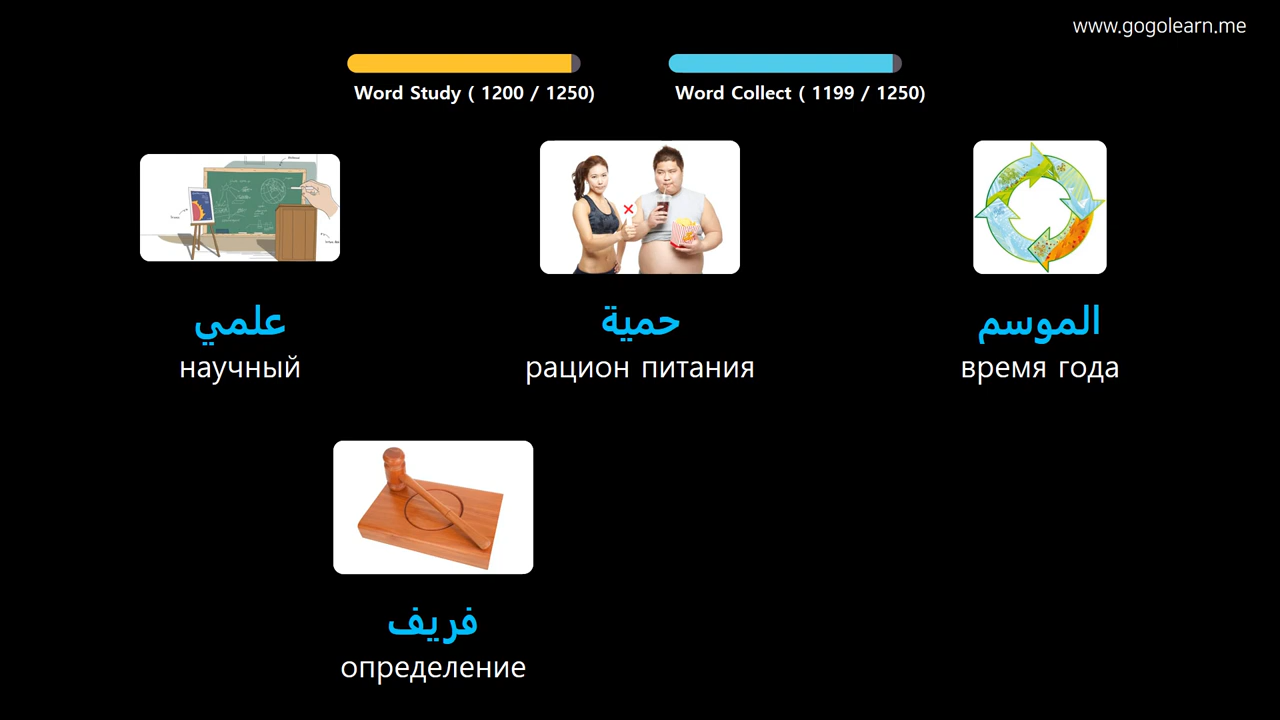 www.gogolearn.me
Word Study ( 1200 / 1250)
Word Collect ( 1199 / 1250)
علمي
научный
حمية
рацион питания
الموسم
время года
فريف
определение